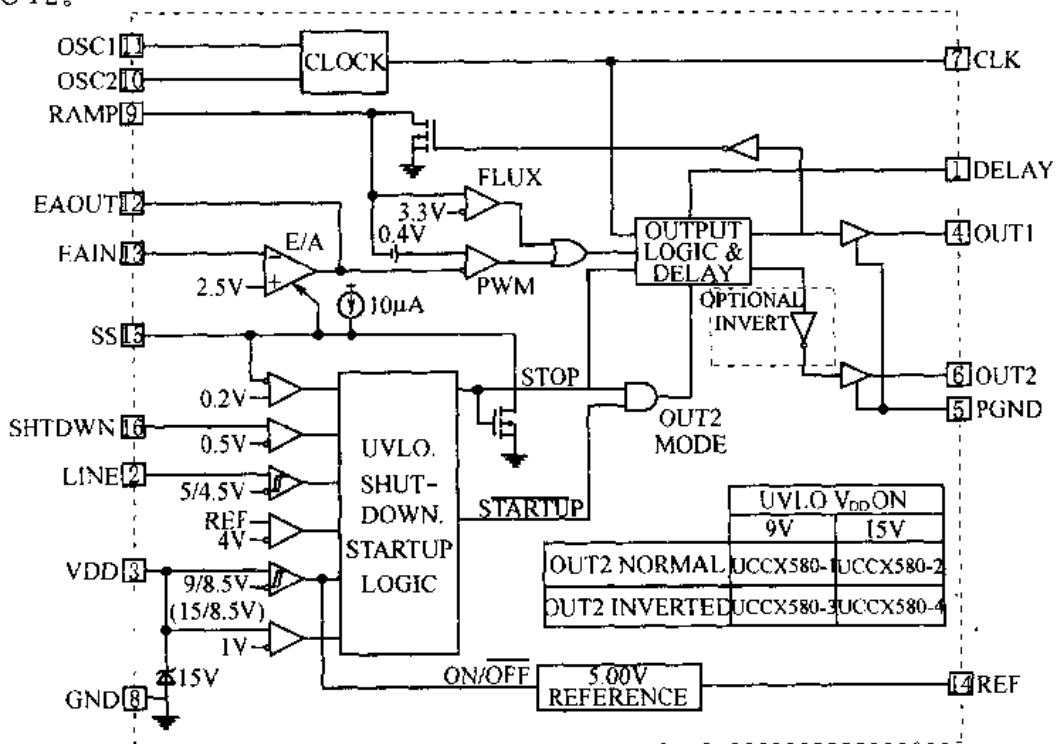 OSC1 11
OSC2 10
CLOCK
7 CLK
RAMP 9
1 DELAY
FLUX
3.3V
EAOUT 12
0.4V
E/A
EAIN 13
2.5V
PWM
10μA
OUTPUT
LOGIC &
DELAY
4 OUT1
OPTIONAL
INVERT
SS 15
0.2V
STOP
6 OUT2
5 PGND
SHTDWN 16
0.5V
OUT2
MODE
LINE 2
5/4.5V
REF
4V
UVLO.
SHUT-
DOWN.
STARTUP
LOGIC
STARTUP
VDD 3
9/8.5V
(15/8.5V)
1V
UVLO VDD ON
9V 15V
OUT2 NORMAL UCCX580-1 UCCX580-2
OUT2 INVERTED UCCX580-3 UCCX580-4
15V
GND 8
ON/OFF
5.00V
REFERENCE
14 REF